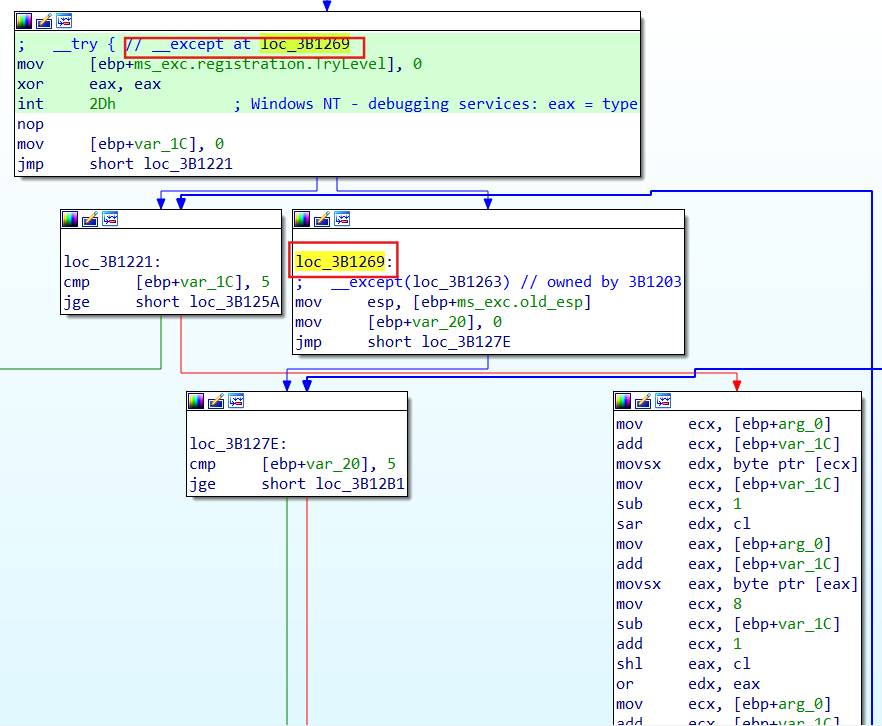 ;   __try { // __except at loc_3B1269
mov     [ebp+ms_exc.registration.TryLevel], 0
xor     eax, eax
int     2Dh             ; Windows NT - debugging services: eax = type
nop
mov     [ebp+var_1C], 0
jmp     short loc_3B1221
loc_3B1221:
cmp     [ebp+var_1C], 5
jge     short loc_3B125A
loc_3B1269:
;   __except(loc_3B1263) // owned by 3B1203
mov     esp, [ebp+ms_exc.old_esp]
mov     [ebp+var_20], 0
jmp     short loc_3B127E
loc_3B127E:
cmp     [ebp+var_20], 5
jge     short loc_3B12B1
mov     ecx, [ebp+arg_0]
add     ecx, [ebp+var_1C]
movsx   edx, byte ptr [ecx]
mov     ecx, [ebp+var_1C]
sub     ecx, 1
sar     edx, cl
mov     eax, [ebp+arg_0]
add     eax, [ebp+var_1C]
movsx   eax, byte ptr [eax]
mov     ecx, 8
sub     ecx, [ebp+var_1C]
add     ecx, 1
shl     eax, cl
or      edx, eax
mov     ecx, [ebp+arg_0]
add     ecx, [ebp+var_1C]